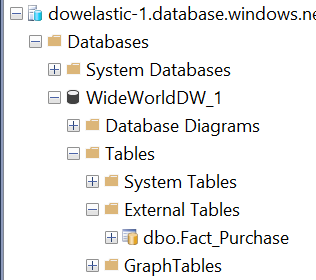 dowelastic-1.database.windows.ne
Databases
System Databases
WideWorldDW_1
Database Diagrams
Tables
System Tables
External Tables
dbo.Fact_Purchase
GraphTables